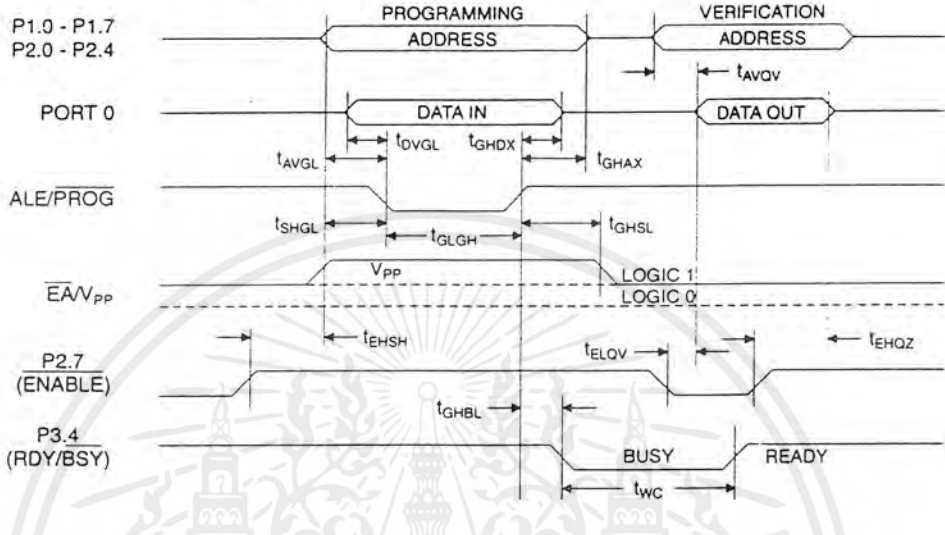 PROGRAMMING
VERIFICATION
P1.0 - P1.7
P2.0 - P2.4
ADDRESS
ADDRESS
tAVQV
PORT 0
DATA IN
DATA OUT
tDVGL
tGHDX
tAVGL
tGHAX
ALE/PROG
tSHGL
tGLGH
tGHSL
VPP
LOGIC 1
EA/VPP
LOGIC 0
tEHSH
tELQV
tEHQZ
P2.7
(ENABLE)
tGHBL
P3.4
(RDY/BSY)
BUSY
READY
tWC